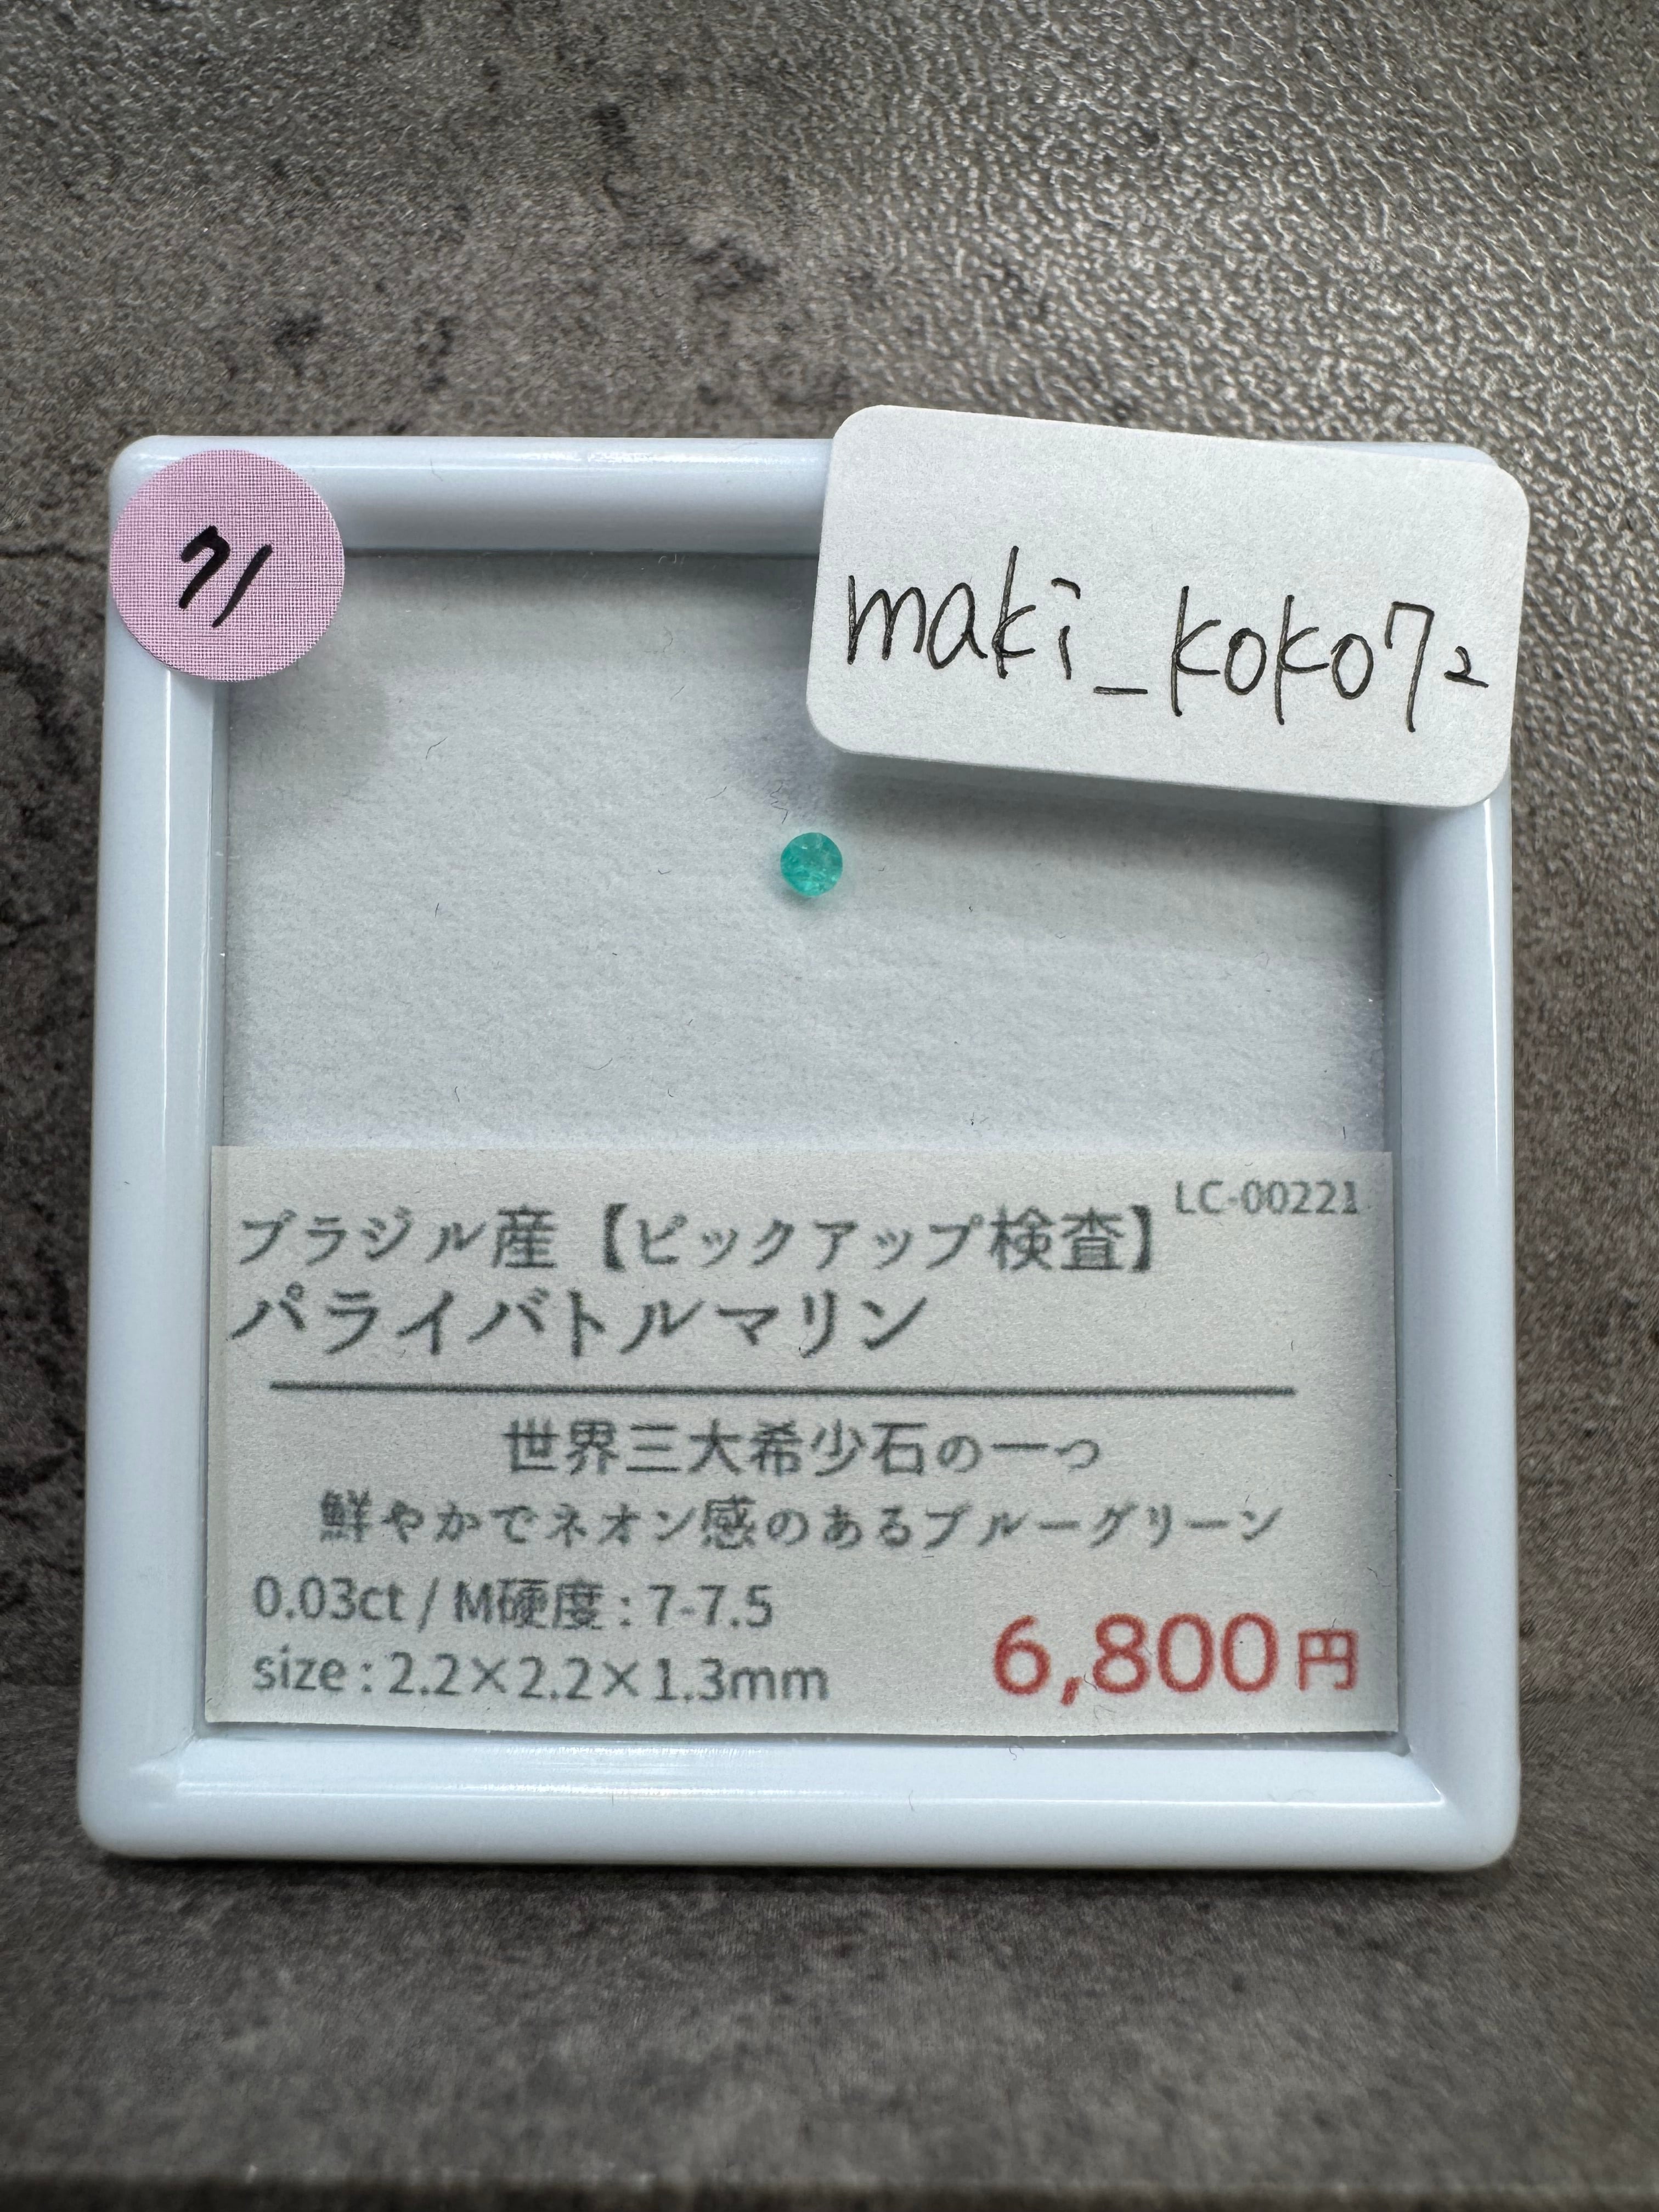 71
maki_koko72
LC-00221
ブラジル産【ピックアップ検査】
パライバトルマリン
世界三大希少石の一つ
鮮やかでネオン感のあるブルーグリーン
0.03ct / M硬度 : 7-7.5
size : 2.2×2.2×1.3mm
6,800円